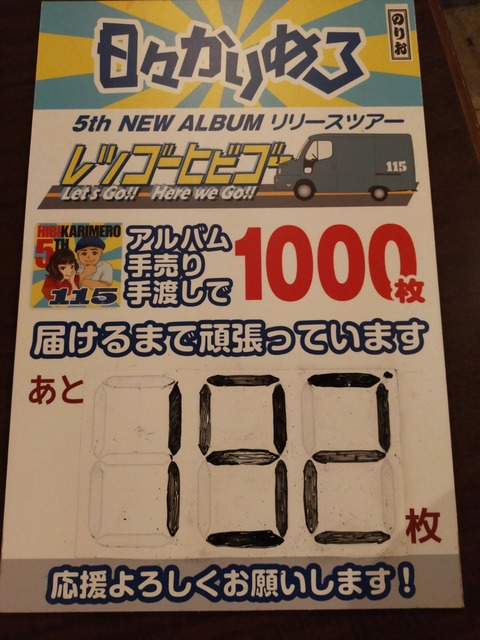 日々かりめろ
のりお
5th NEW ALBUM リリースツアー
レツゴーヒビゴー
Let's Go!! Here we Go!!
115
HIBIKARIMERO
5TH
115
アルバム
手売り
手渡しで
1000枚
届けるまで頑張っています
あと
192
枚
応援よろしくお願いします!